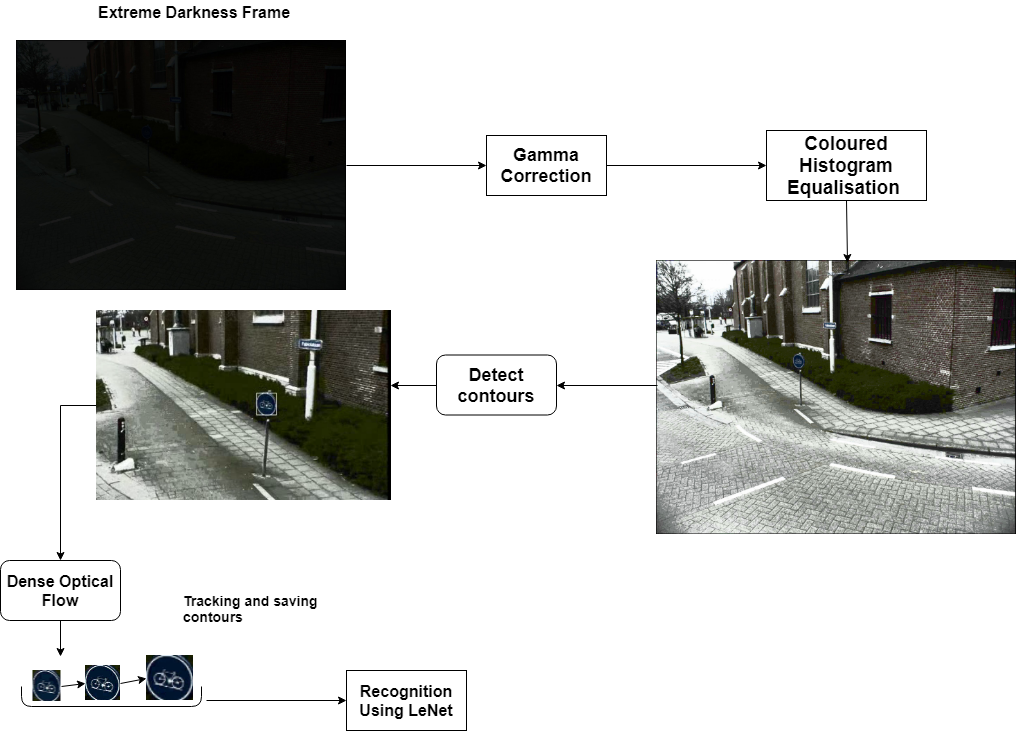 Extreme Darkness Frame
Gamma
Correction
Coloured
Histogram
Equalisation
Detect
contours
Dense Optical
Flow
Tracking and saving
contours
Recognition
Using LeNet